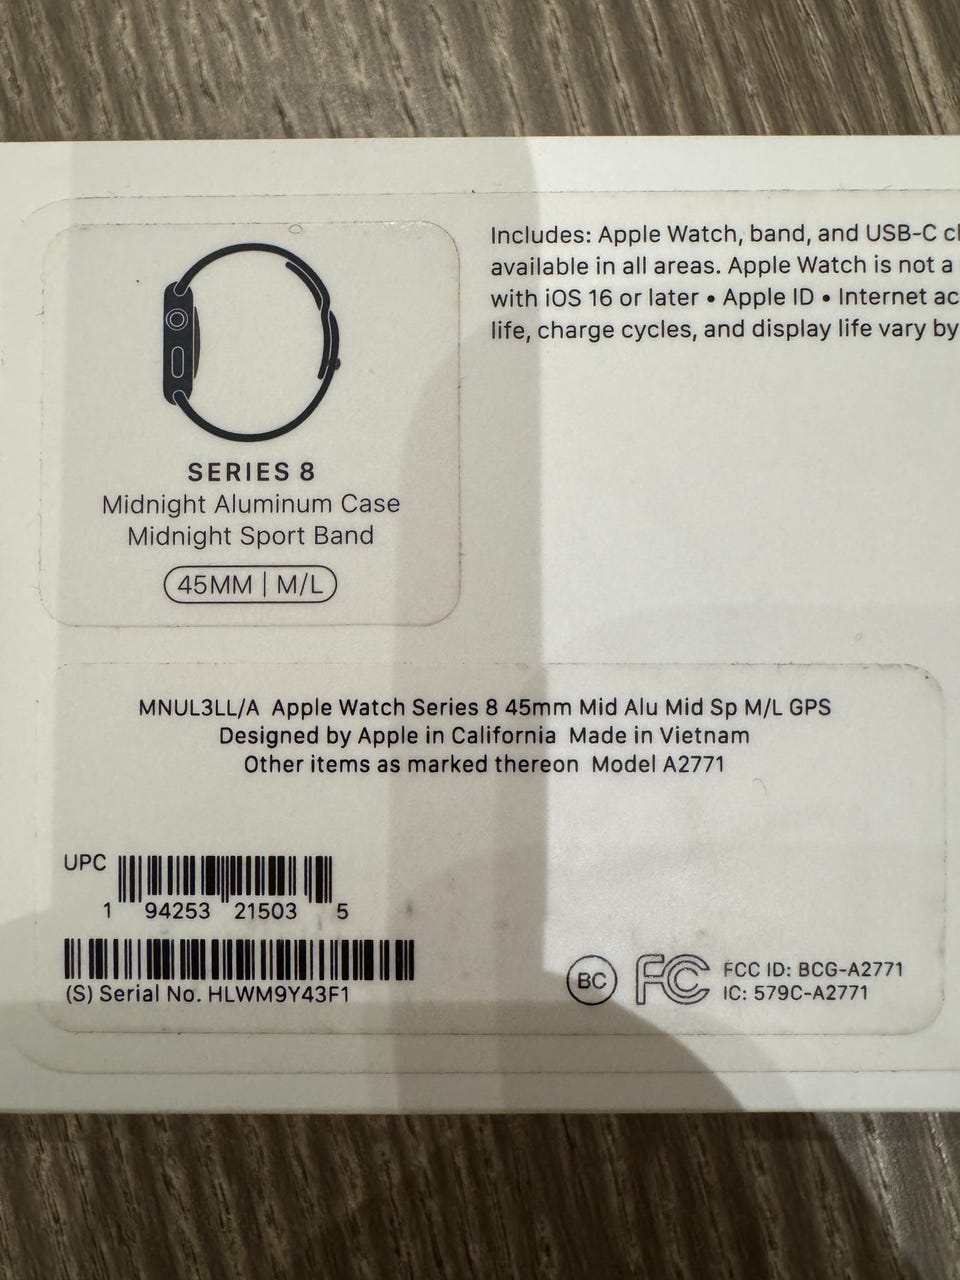 Includes: Apple Watch, band, and USB-C
available in all areas. Apple Watch is not a
with iOS 16 or later • Apple ID • Internet
life, charge cycles, and display life vary by
SERIES 8
Midnight Aluminum Case
Midnight Sport Band
45MM | M/L
MNUL3LL/A Apple Watch Series 8 45mm Mid Alu Mid Sp M/L GPS
Designed by Apple in California Made in Vietnam
Other items as marked thereon Model A2771
UPC
1 94253 21503 5
(S) Serial No. HLWM9Y43F1
BC
FC
FCC ID: BCG-A2771
IC: 579C-A2771